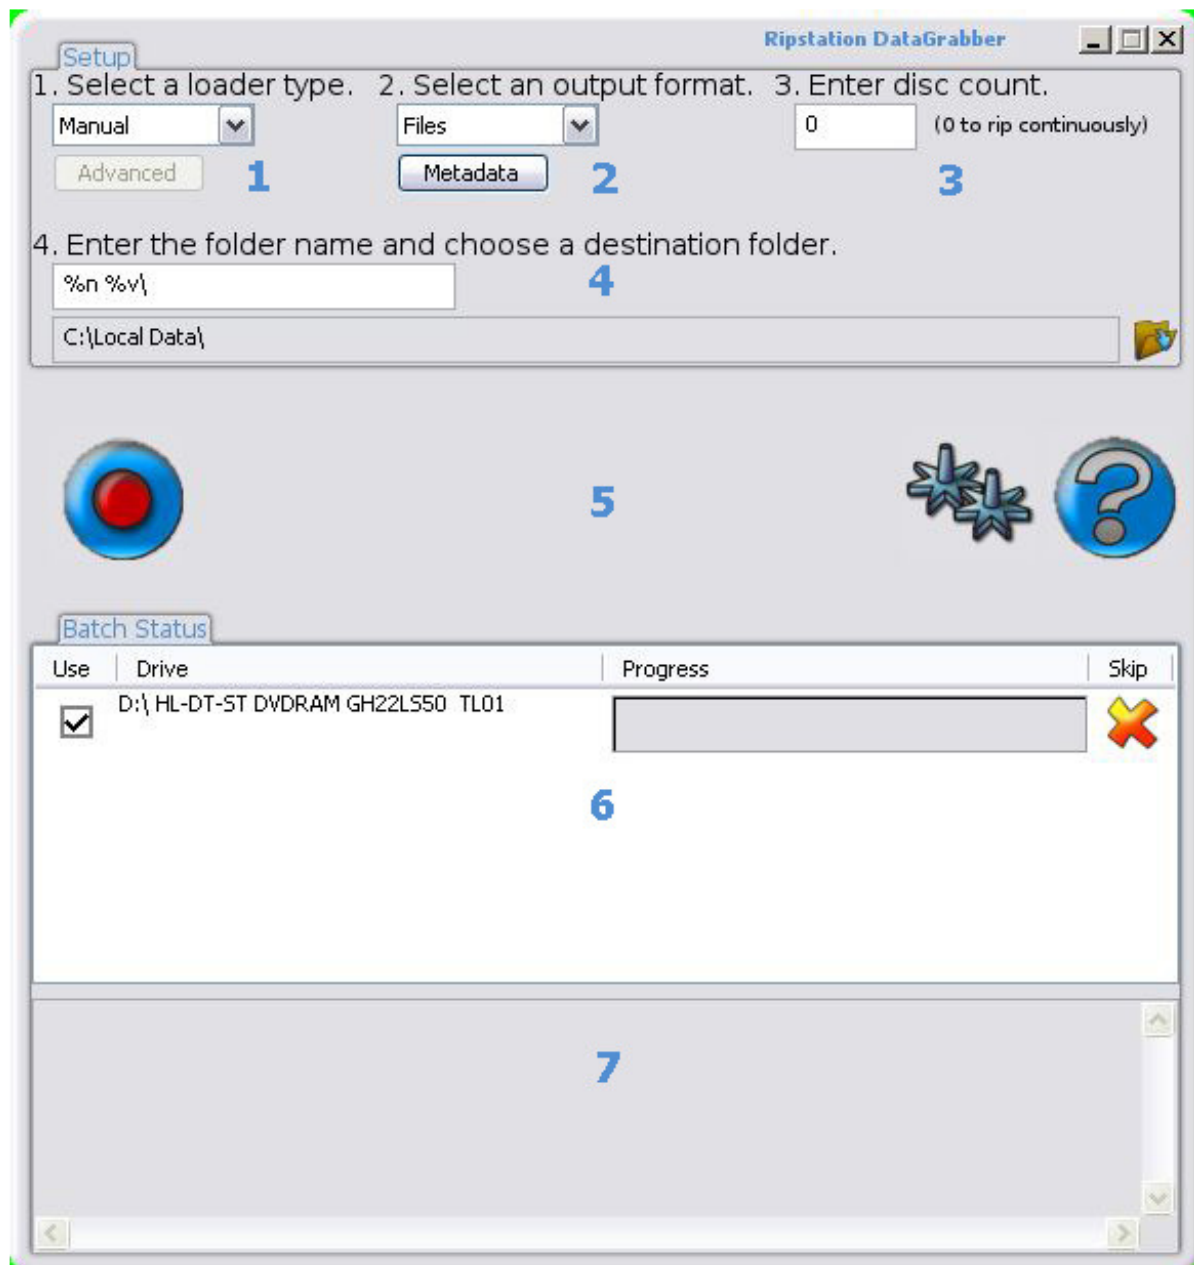 Ripstation DataGrabber
Setup
1. Select a loader type. 2. Select an output format. 3. Enter disc count.
Manual Files 0 (0 to rip continuously)
Advanced 1 Metadata 2 3
4. Enter the folder name and choose a destination folder.
%n %v\ 4
C:\Local Data\
5
Batch Status
Use Drive Progress Skip
D:\ HL-DT-ST DVDRAM GH22LS50 TL01
6
7